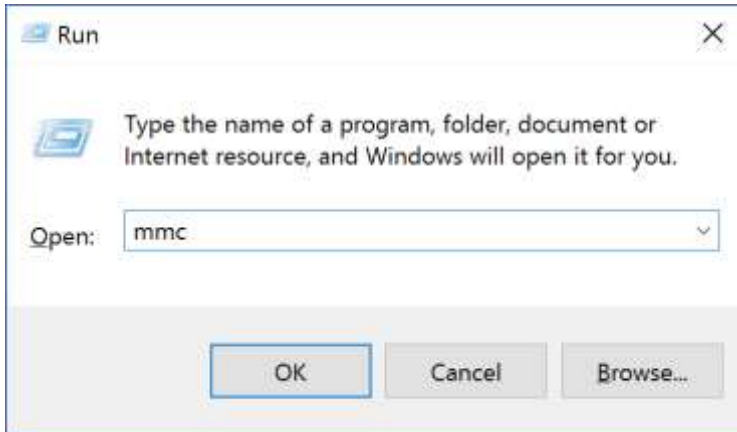 Run
Type the name of a program, folder, document or
Internet resource, and Windows will open it for you.
Open: mmc
OK Cancel Browse...